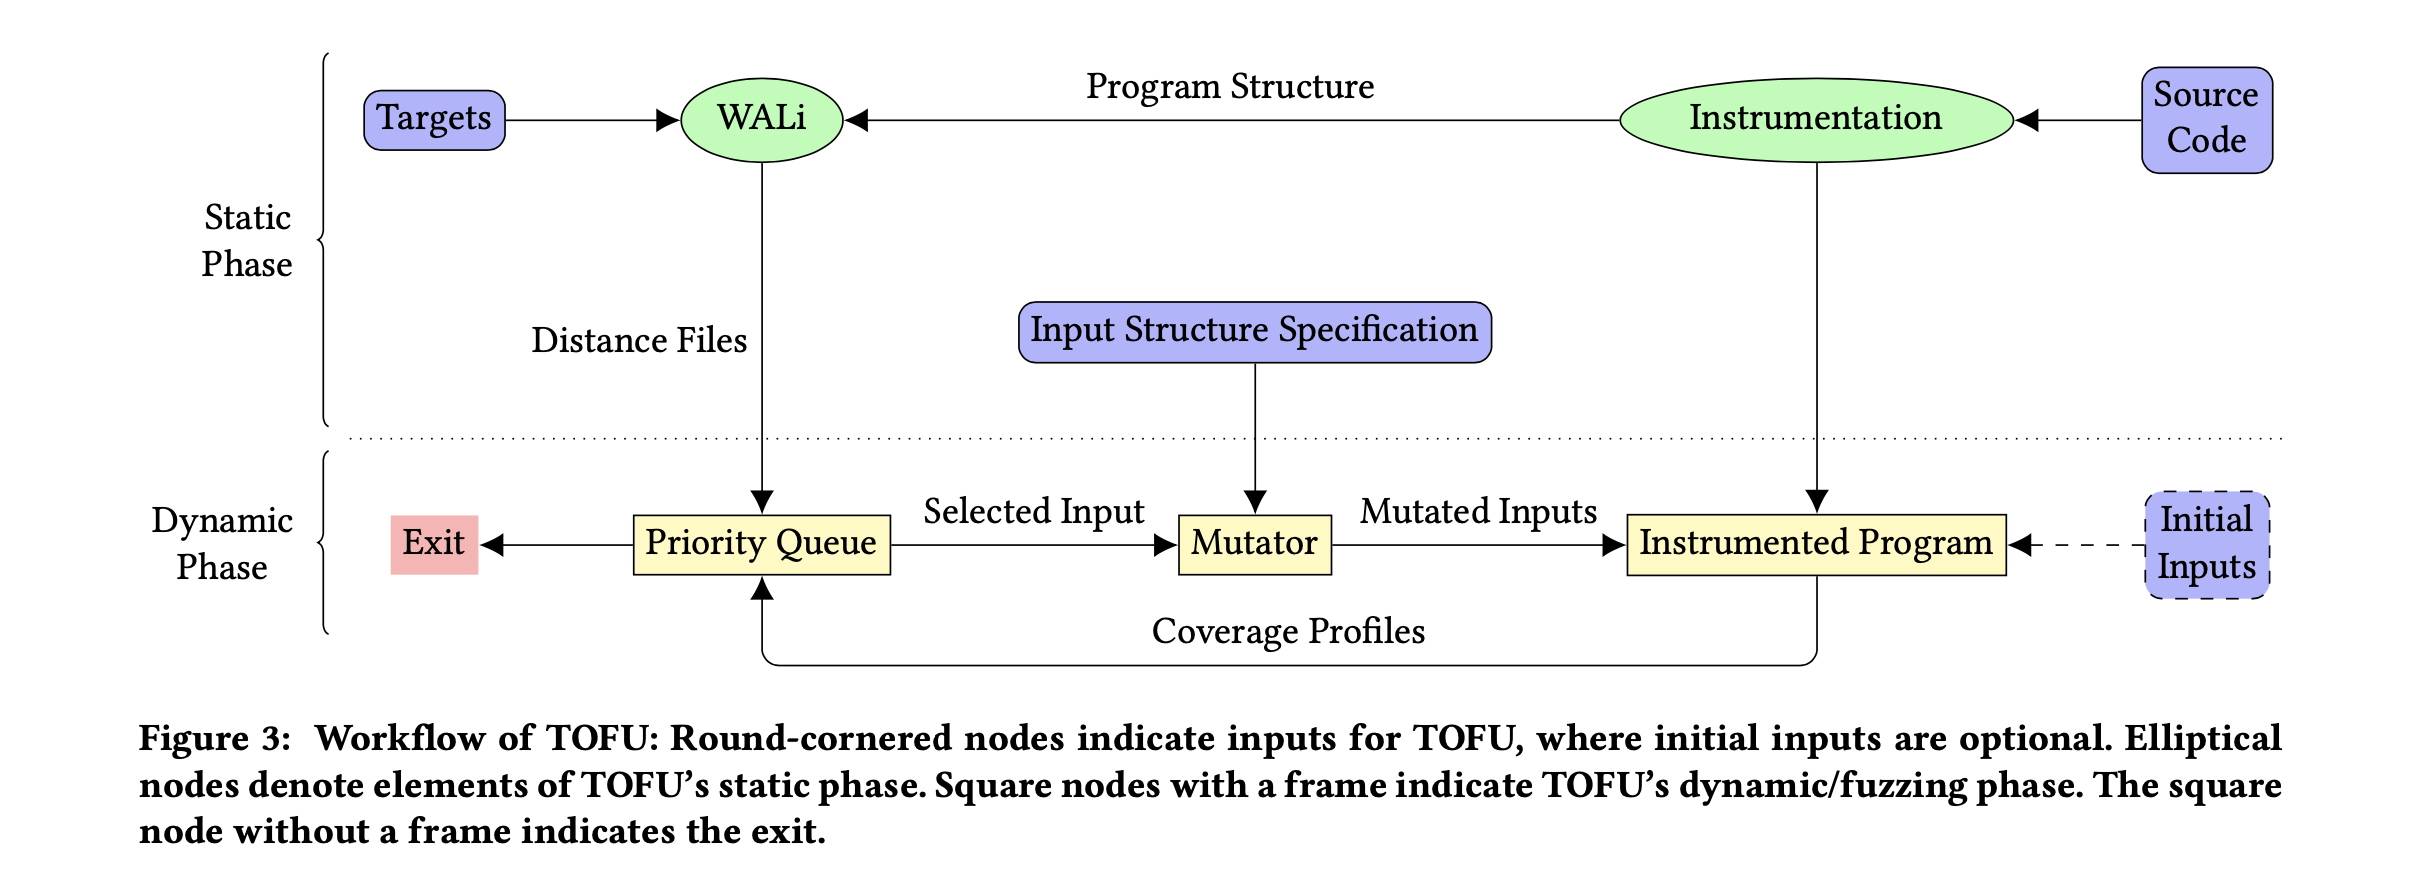 Program Structure
Targets
WALi
Instrumentation
Source
Code
Static
Phase
Distance Files
Input Structure Specification
Dynamic
Phase
Exit
Priority Queue
Selected Input
Mutator
Mutated Inputs
Instrumented Program
Initial
Inputs
Coverage Profiles
Figure 3: Workflow of TOFU: Round-cornered nodes indicate inputs for TOFU, where initial inputs are optional. Elliptical
nodes denote elements of TOFU’s static phase. Square nodes with a frame indicate TOFU’s dynamic/fuzzing phase. The square
node without a frame indicates the exit.